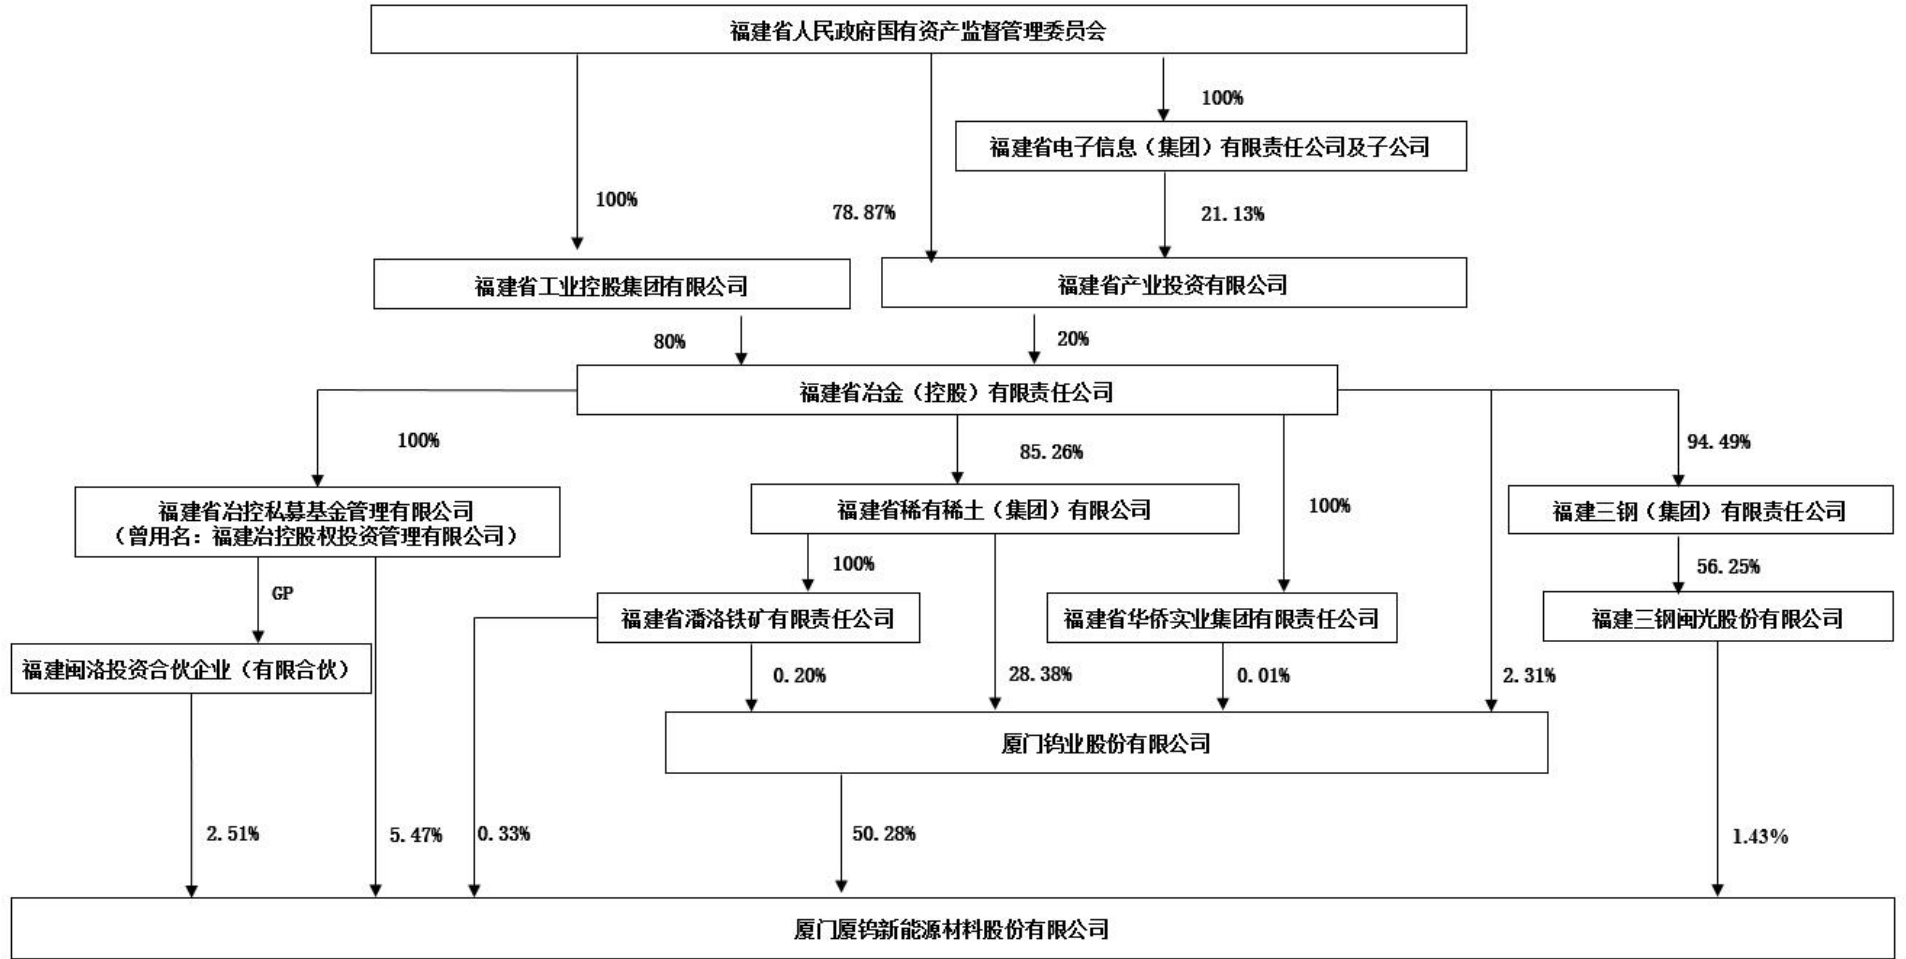 福建省人民政府国有资产监督管理委员会
100%
福建省电子信息（集团）有限责任公司及子公司
100%
78.87%
21.13%
福建省工业控股集团有限公司
福建省产业投资有限公司
80%
20%
福建省冶金（控股）有限责任公司
100%
85.26%
94.49%
福建省冶控私募基金管理有限公司
（曾用名：福建冶控股权投资管理有限公司）
福建省稀有稀土（集团）有限公司
100%
福建三钢（集团）有限责任公司
100%
56.25%
GP
福建省潘洛铁矿有限责任公司
福建省华侨实业集团有限责任公司
福建三钢闽光股份有限公司
福建闽洛投资合伙企业（有限合伙）
0.20%
28.38%
0.01%
2.31%
厦门钨业股份有限公司
2.51%
5.47%
0.33%
50.28%
1.43%
厦门厦钨新能源材料股份有限公司